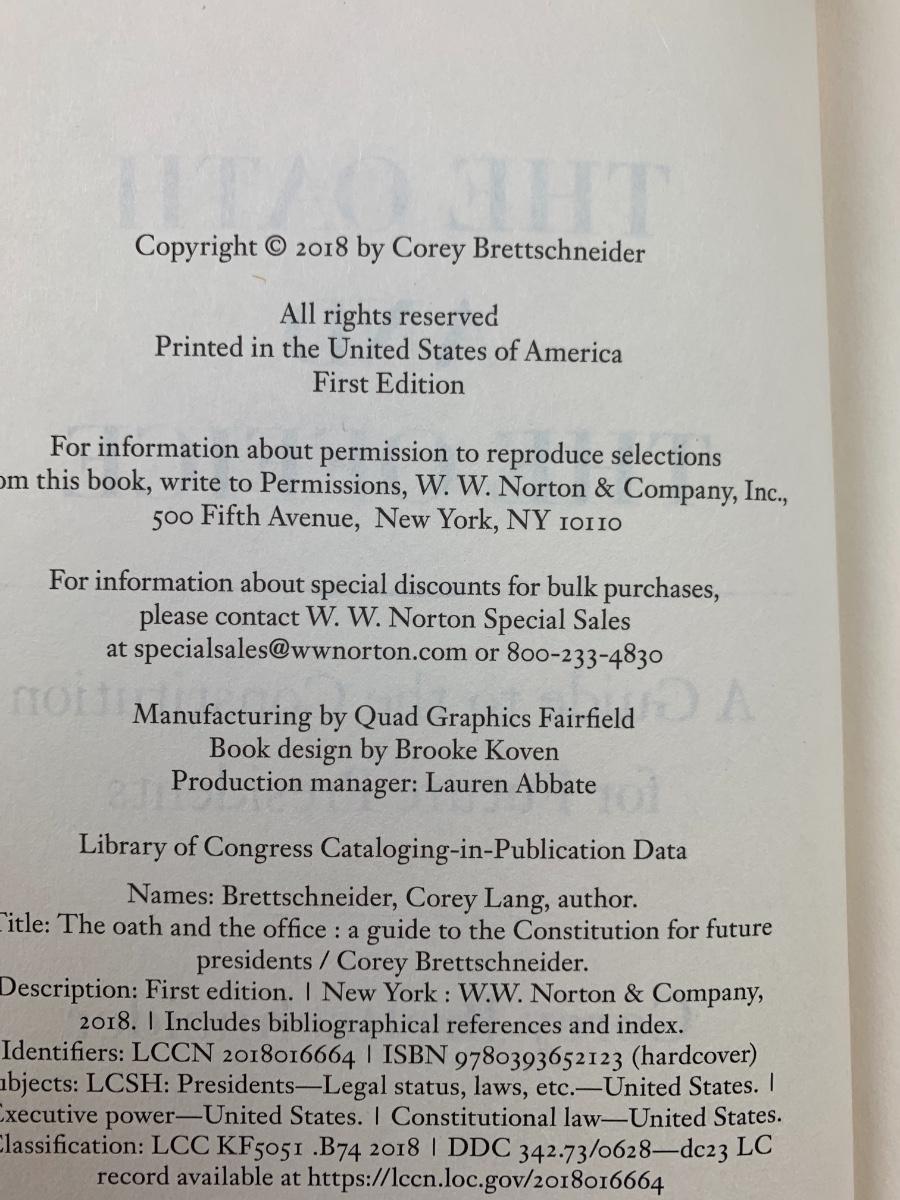 Copyright © 2018 by Corey Brettschneider
All rights reserved
Printed in the United States of America
First Edition
For information about permission to reproduce selections
om this book, write to Permissions, W. W. Norton & Company, Inc.,
500 Fifth Avenue, New York, NY 10110
For information about special discounts for bulk purchases,
please contact W. W. Norton Special Sales
at specialsales@wwnorton.com or 800-233-4830
Manufacturing by Quad Graphics Fairfield
Book design by Brooke Koven
Production manager: Lauren Abbate
Library of Congress Cataloging-in-Publication Data
Names: Brettschneider, Corey Lang, author.
Title: The oath and the office : a guide to the Constitution for future
presidents / Corey Brettschneider.
Description: First edition. | New York : W.W. Norton & Company,
2018. | Includes bibliographical references and index.
Identifiers: LCCN 2018016664 | ISBN 9780393652123 (hardcover)
ubjects: LCSH: Presidents—Legal status, laws, etc.—United States. |
Executive power—United States. | Constitutional law—United States.
Classification: LCC KF5051 .B74 2018 | DDC 342.73/0628—dc23 LC
record available at https://lccn.loc.gov/2018016664